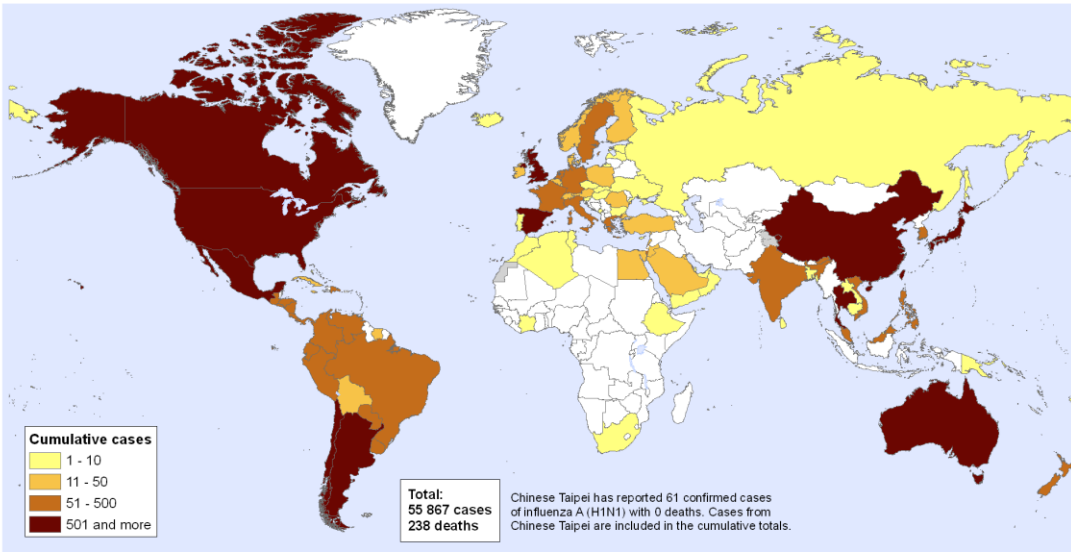 Cumulative cases
1 - 10
11 - 50
51 - 500
501 and more
Total:
55 867 cases
238 deaths
Chinese Taipei has reported 61 confirmed cases
of influenza A (H1N1) with 0 deaths. Cases from
Chinese Taipei are included in the cumulative totals.